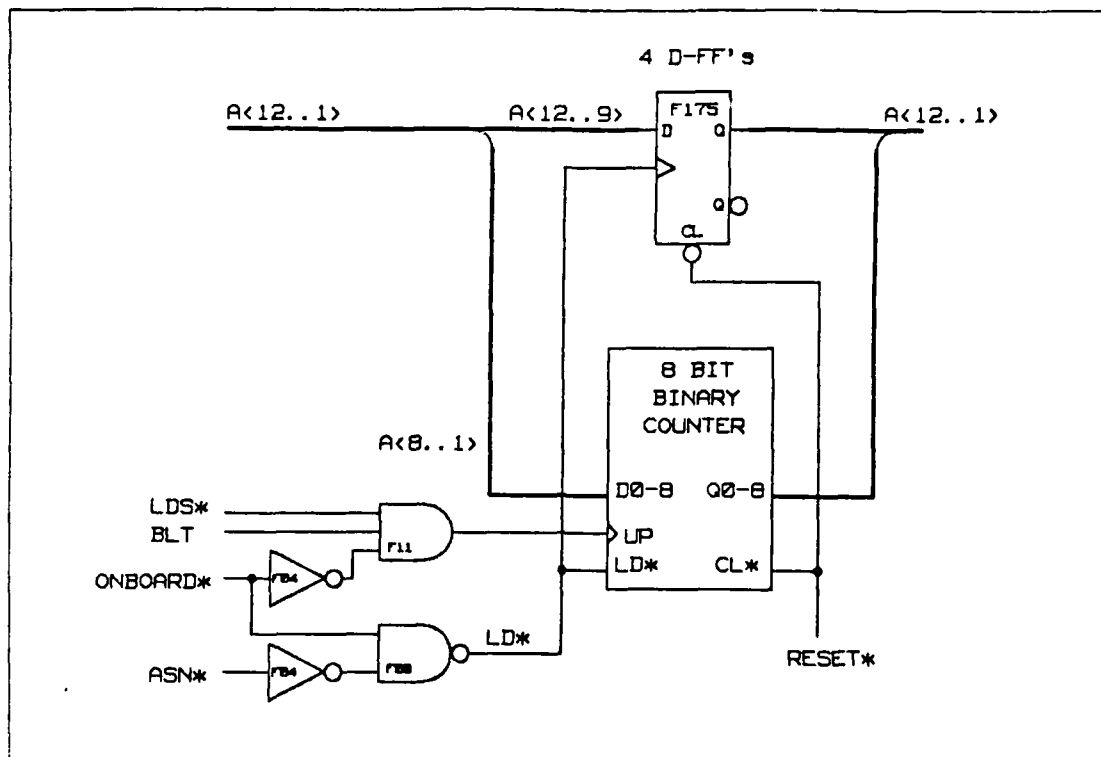 4 D-FF's
A<12..1>
A<12..9>
A<12..1>
F175
D Q
Q
CL
8 BIT
BINARY
COUNTER
A<8..1>
D0-8 Q0-8
UP
LD* CL*
LDS*
BLT
F11
ONBOARD*
F04
LD*
ASN*
F04
F00
RESET*